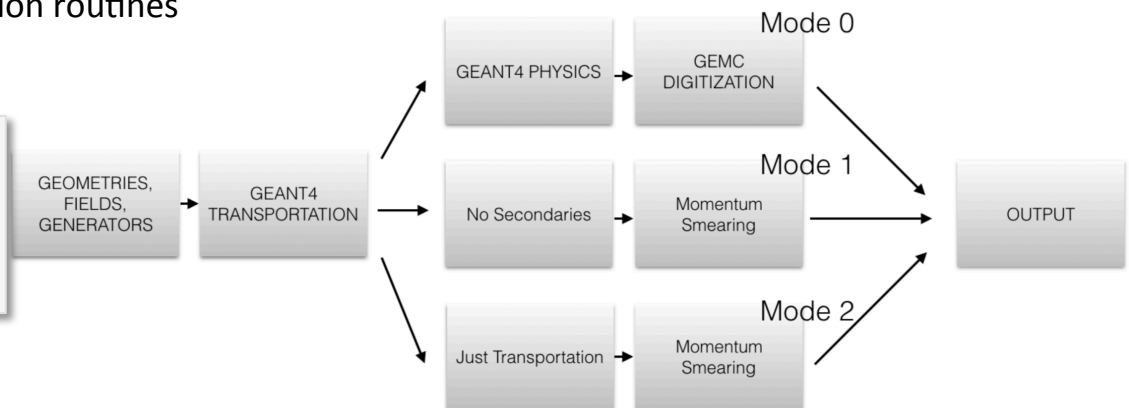 ion routines
Mode 0
GEANT4 PHYSICS
GEMC
DIGITIZATION
Mode 1
GEOMETRIES,
FIELDS,
GENERATORS
GEANT4
TRANSPORTATION
No Secondaries
Momentum
Smearing
OUTPUT
Mode 2
Just Transportation
Momentum
Smearing